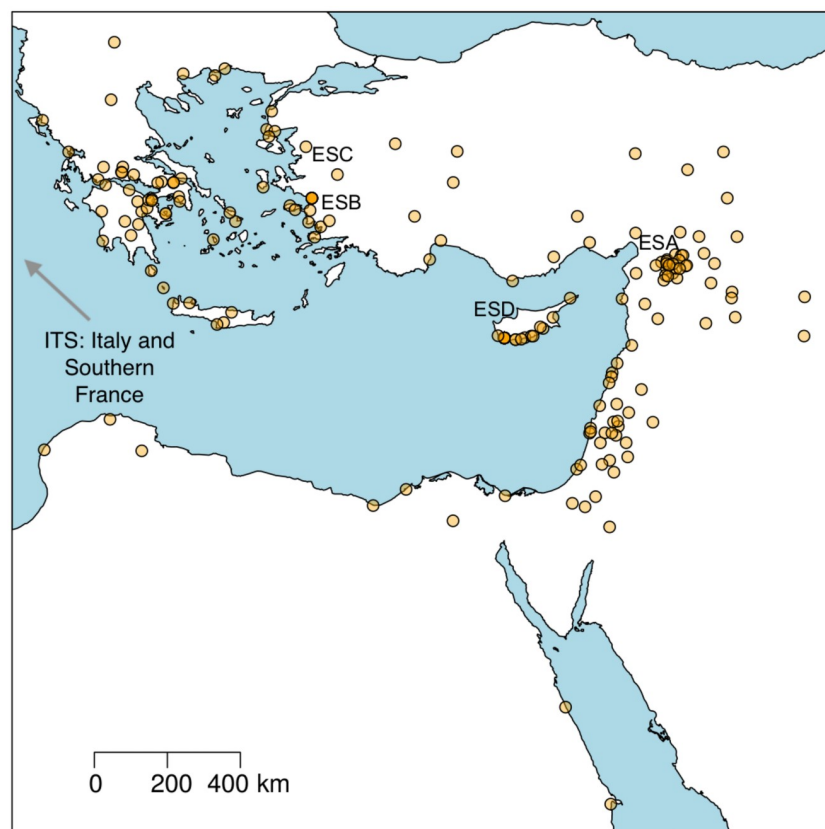 ESC
ESB
ESA
ESD
ITS: Italy and
Southern
France
0 200 400 km